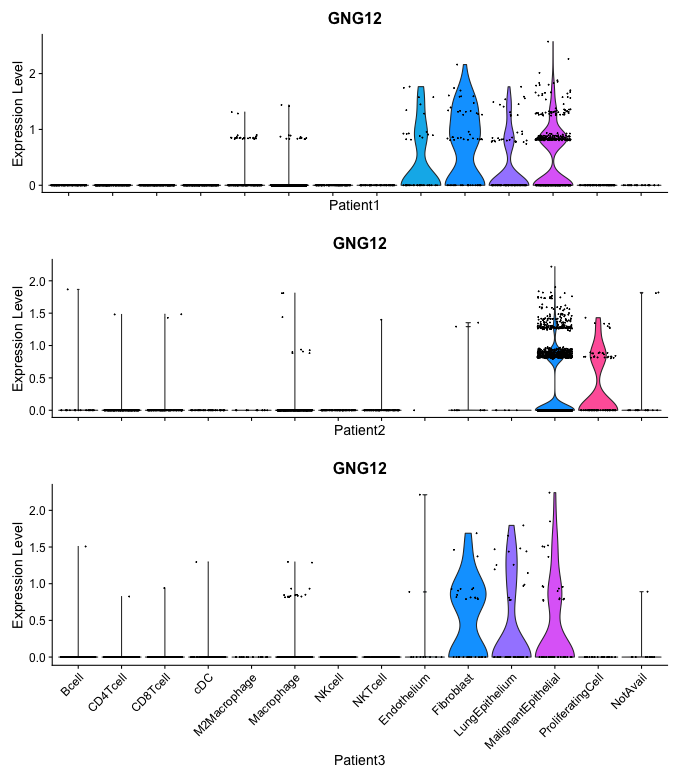 GNG12
Expression Level
2
1
0
Patient1
GNG12
Expression Level
2.0
1.5
1.0
0.5
0.0
Patient2
GNG12
Expression Level
2.0
1.5
1.0
0.5
0.0
Bcell
CD4Tcell
CD8Tcell
cDC
M2Macrophage
Macrophage
NKcell
NKTcell
Endothelium
Fibroblast
LungEpithelium
MalignantEpithelial
ProliferatingCell
NotAvail
Patient3